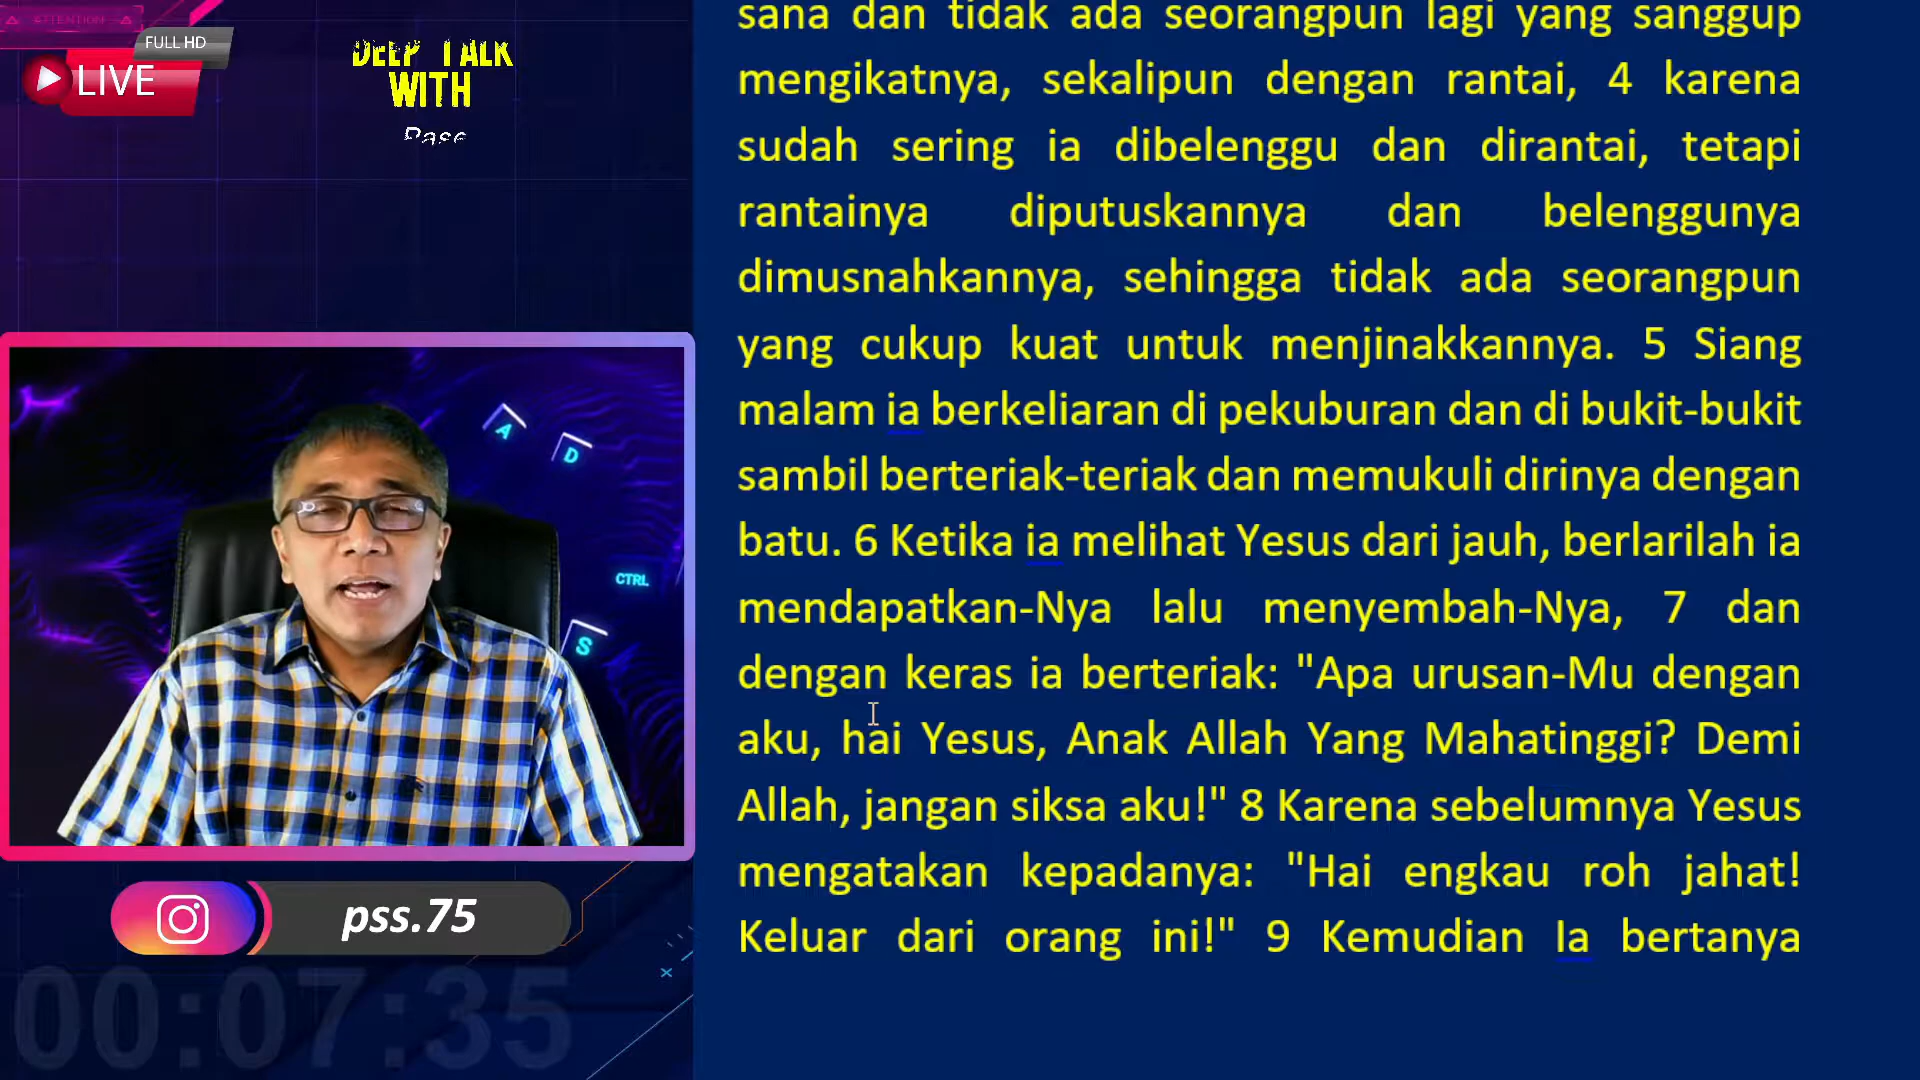 ATTENTION
FULL HD
LIVE
DEEP TALK
WITH
A
D
CTRL
S
pss.75
00:07:35
sana dan tidak ada seorangpun lagi yang sanggup
mengikatnya, sekalipun dengan rantai, 4 karena
sudah sering ia dibelenggu dan dirantai, tetapi
rantainya diputuskannya dan belenggunya
dimusnahkannya, sehingga tidak ada seorangpun
yang cukup kuat untuk menjinakkannya. 5 Siang
malam ia berkeliaran di pekuburan dan di bukit-bukit
sambil berteriak-teriak dan memukuli dirinya dengan
batu. 6 Ketika ia melihat Yesus dari jauh, berlarilah ia
mendapatkan-Nya lalu menyembah-Nya, 7 dan
dengan keras ia berteriak: "Apa urusan-Mu dengan
aku, hai Yesus, Anak Allah Yang Mahatinggi? Demi
Allah, jangan siksa aku!" 8 Karena sebelumnya Yesus
mengatakan kepadanya: "Hai engkau roh jahat!
Keluar dari orang ini!" 9 Kemudian Ia bertanya